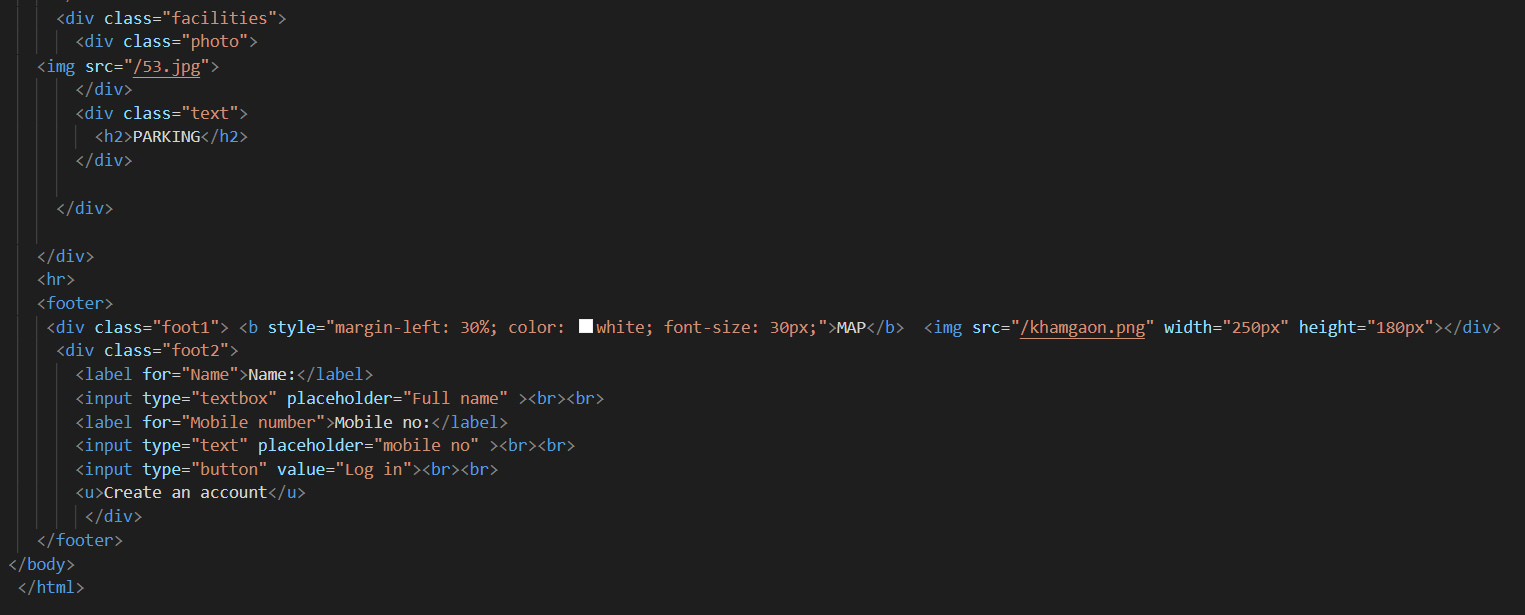 <div class="facilities">
<div class="photo">
<img src="/53.jpg">
</div>
<div class="text">
<h2>PARKING</h2>
</div>
</div>
</div>
<hr>
<footer>
<div class="foot1"> <b style="margin-left: 30%; color: white; font-size: 30px;">MAP</b>  <img src="/khamgaon.png" width="250px" height="180px"></div>
<div class="foot2">
<label for="Name">Name:</label>
<input type="textbox" placeholder="Full name" ><br><br>
<label for="Mobile number">Mobile no:</label>
<input type="text" placeholder="mobile no" ><br><br>
<input type="button" value="Log in"><br><br>
<u>Create an account</u>
</div>
</footer>
</body>
</html>